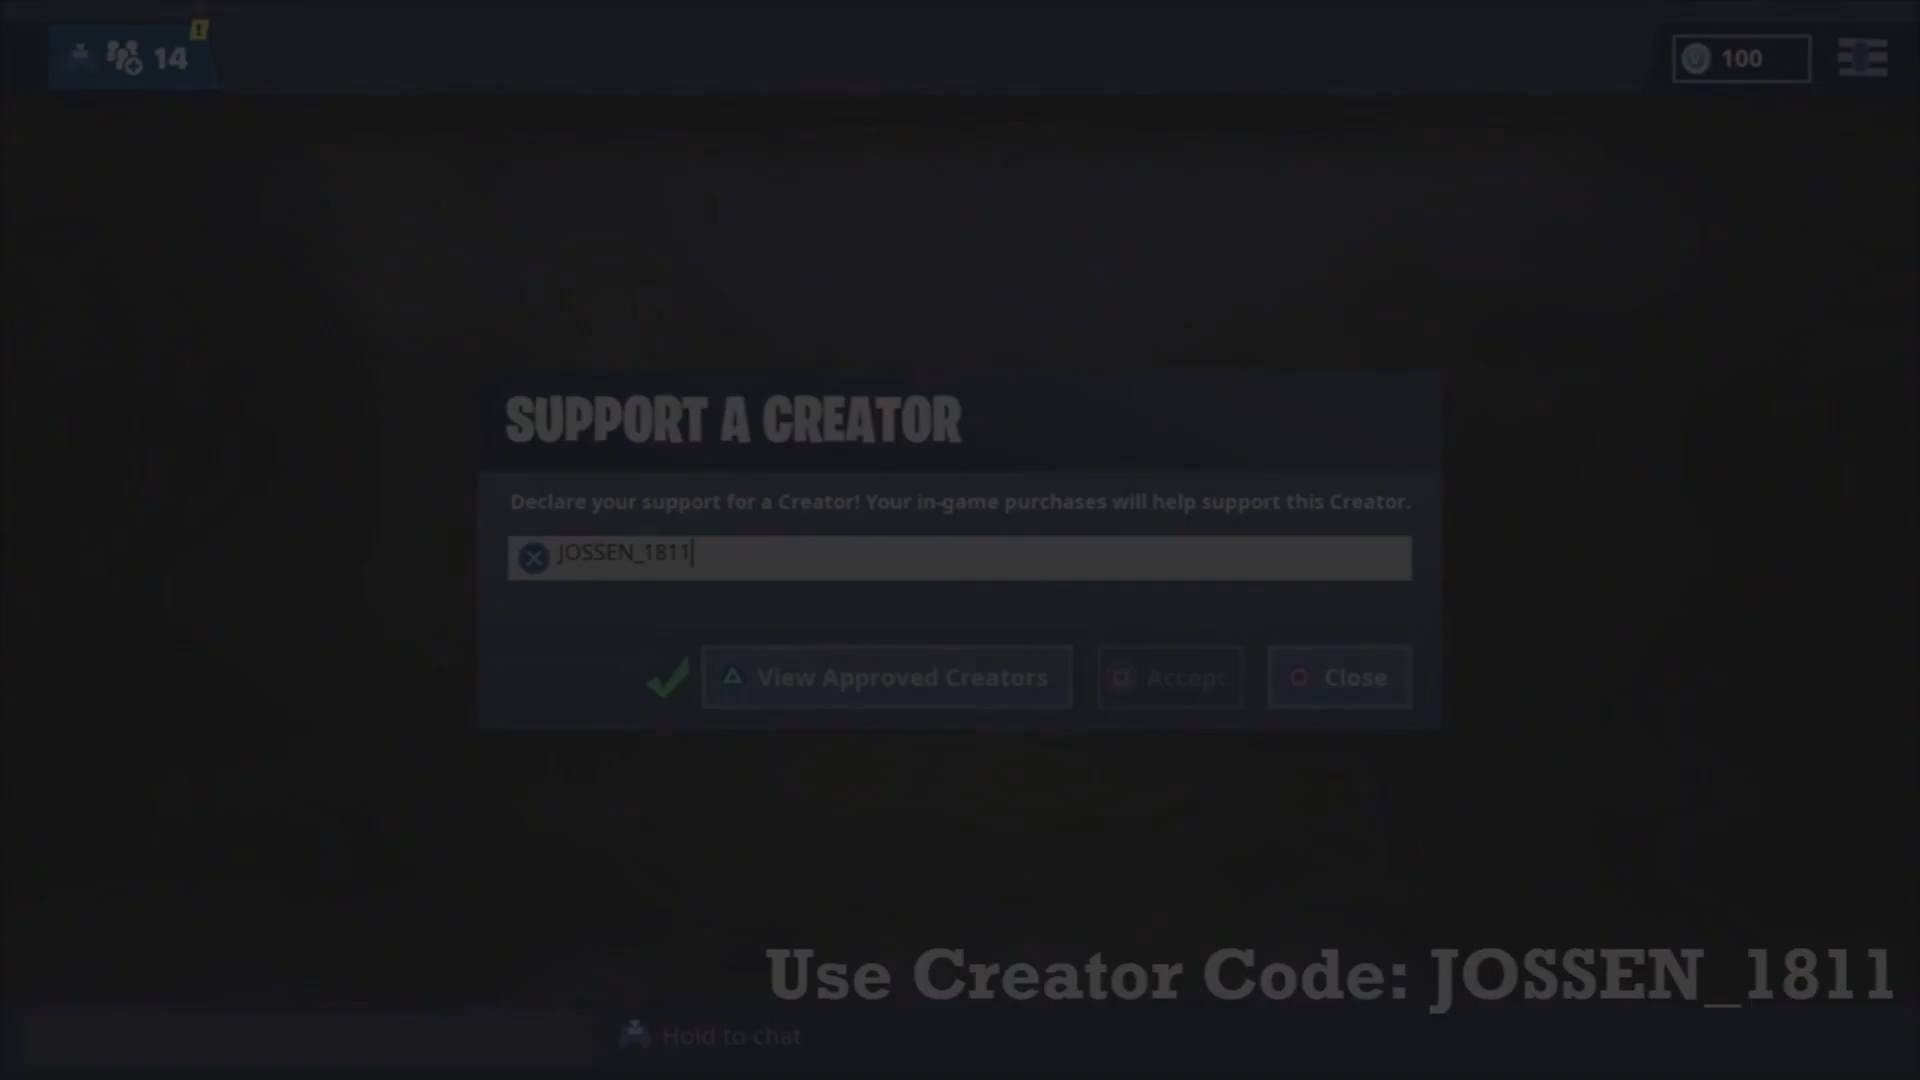 14
!
100
SUPPORT A CREATOR
Declare your support for a Creator! Your in-game purchases will help support this Creator.
JOSSEN_1811
View Approved Creators
Accept
Close
Use Creator Code: JOSSEN_1811
Hold to chat